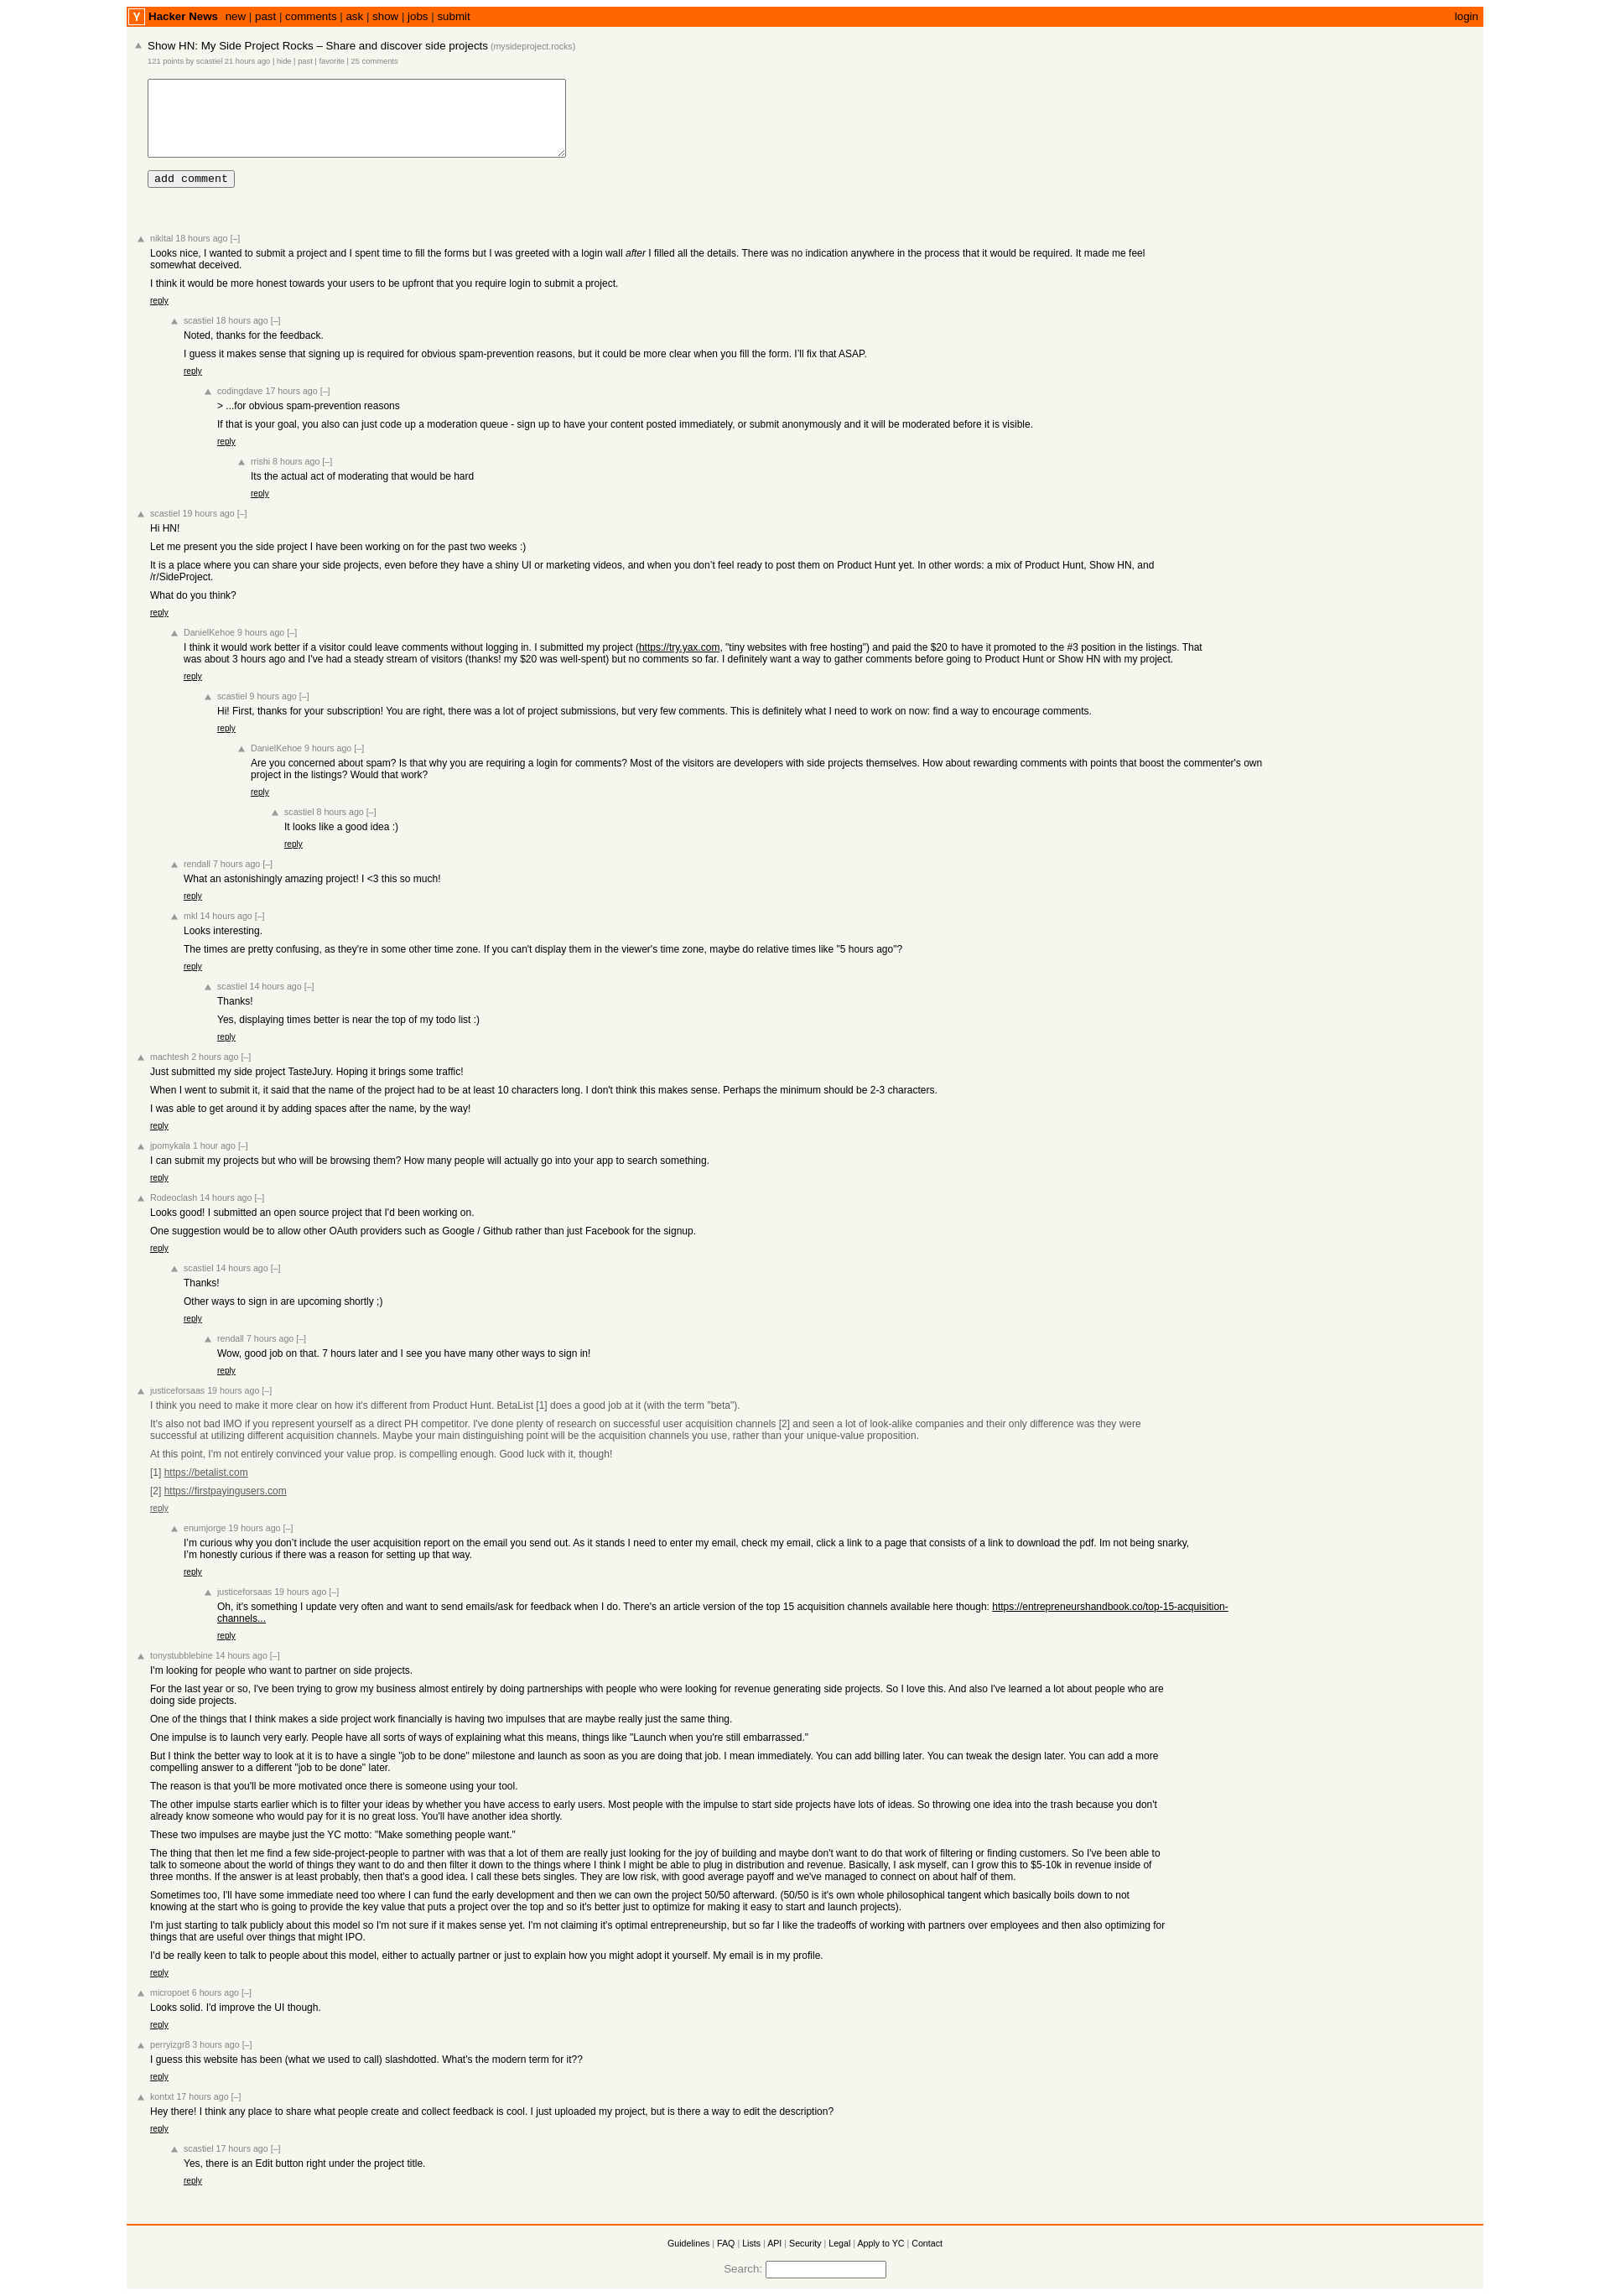 Y Hacker News new | past | comments | ask | show | jobs | submit login
Show HN: My Side Project Rocks – Share and discover side projects (mysideproject.rocks)
121 points by scastiel 21 hours ago | hide | past | favorite | 25 comments
add comment
nikital 18 hours ago [–]
Looks nice, I wanted to submit a project and I spent time to fill the forms but I was greeted with a login wall after I filled all the details. There was no indication anywhere in the process that it would be required. It made me feel
somewhat deceived.
I think it would be more honest towards your users to be upfront that you require login to submit a project.
reply
scastiel 18 hours ago [–]
Noted, thanks for the feedback.
I guess it makes sense that signing up is required for obvious spam-prevention reasons, but it could be more clear when you fill the form. I’ll fix that ASAP.
reply
codingdave 17 hours ago [–]
> ...for obvious spam-prevention reasons
If that is your goal, you also can just code up a moderation queue - sign up to have your content posted immediately, or submit anonymously and it will be moderated before it is visible.
reply
rrishi 8 hours ago [–]
Its the actual act of moderating that would be hard
reply
scastiel 19 hours ago [–]
Hi HN!
Let me present you the side project I have been working on for the past two weeks :)
It is a place where you can share your side projects, even before they have a shiny UI or marketing videos, and when you don’t feel ready to post them on Product Hunt yet. In other words: a mix of Product Hunt, Show HN, and
/r/SideProject.
What do you think?
reply
DanielKehoe 9 hours ago [–]
I think it would work better if a visitor could leave comments without logging in. I submitted my project (https://try.yax.com, "tiny websites with free hosting") and paid the $20 to have it promoted to the #3 position in the listings. That
was about 3 hours ago and I've had a steady stream of visitors (thanks! my $20 was well-spent) but no comments so far. I definitely want a way to gather comments before going to Product Hunt or Show HN with my project.
reply
scastiel 9 hours ago [–]
Hi! First, thanks for your subscription! You are right, there was a lot of project submissions, but very few comments. This is definitely what I need to work on now: find a way to encourage comments.
reply
DanielKehoe 9 hours ago [–]
Are you concerned about spam? Is that why you are requiring a login for comments? Most of the visitors are developers with side projects themselves. How about rewarding comments with points that boost the commenter's own
project in the listings? Would that work?
reply
scastiel 8 hours ago [–]
It looks like a good idea :)
reply
rendall 7 hours ago [–]
What an astonishingly amazing project! I <3 this so much!
reply
mkl 14 hours ago [–]
Looks interesting.
The times are pretty confusing, as they're in some other time zone. If you can't display them in the viewer's time zone, maybe do relative times like "5 hours ago"?
reply
scastiel 14 hours ago [–]
Thanks!
Yes, displaying times better is near the top of my todo list :)
reply
machtesh 2 hours ago [–]
Just submitted my side project TasteJury. Hoping it brings some traffic!
When I went to submit it, it said that the name of the project had to be at least 10 characters long. I don't think this makes sense. Perhaps the minimum should be 2-3 characters.
I was able to get around it by adding spaces after the name, by the way!
reply
jpomykala 1 hour ago [–]
I can submit my projects but who will be browsing them? How many people will actually go into your app to search something.
reply
Rodeoclash 14 hours ago [–]
Looks good! I submitted an open source project that I'd been working on.
One suggestion would be to allow other OAuth providers such as Google / Github rather than just Facebook for the signup.
reply
scastiel 14 hours ago [–]
Thanks!
Other ways to sign in are upcoming shortly ;)
reply
rendall 7 hours ago [–]
Wow, good job on that. 7 hours later and I see you have many other ways to sign in!
reply
justiceforsaas 19 hours ago [–]
I think you need to make it more clear on how it's different from Product Hunt. BetaList [1] does a good job at it (with the term "beta").
It's also not bad IMO if you represent yourself as a direct PH competitor. I've done plenty of research on successful user acquisition channels [2] and seen a lot of look-alike companies and their only difference was they were
successful at utilizing different acquisition channels. Maybe your main distinguishing point will be the acquisition channels you use, rather than your unique-value proposition.
At this point, I'm not entirely convinced your value prop. is compelling enough. Good luck with it, though!
[1] https://betalist.com
[2] https://firstpayingusers.com
reply
enumjorge 19 hours ago [–]
I’m curious why you don’t include the user acquisition report on the email you send out. As it stands I need to enter my email, check my email, click a link to a page that consists of a link to download the pdf. Im not being snarky,
I’m honestly curious if there was a reason for setting up that way.
reply
justiceforsaas 19 hours ago [–]
Oh, it's something I update very often and want to send emails/ask for feedback when I do. There's an article version of the top 15 acquisition channels available here though: https://entrepreneurshandbook.co/top-15-acquisition-
channels...
reply
tonystubblebine 14 hours ago [–]
I'm looking for people who want to partner on side projects.
For the last year or so, I've been trying to grow my business almost entirely by doing partnerships with people who were looking for revenue generating side projects. So I love this. And also I've learned a lot about people who are
doing side projects.
One of the things that I think makes a side project work financially is having two impulses that are maybe really just the same thing.
One impulse is to launch very early. People have all sorts of ways of explaining what this means, things like "Launch when you're still embarrassed."
But I think the better way to look at it is to have a single "job to be done" milestone and launch as soon as you are doing that job. I mean immediately. You can add billing later. You can tweak the design later. You can add a more
compelling answer to a different "job to be done" later.
The reason is that you'll be more motivated once there is someone using your tool.
The other impulse starts earlier which is to filter your ideas by whether you have access to early users. Most people with the impulse to start side projects have lots of ideas. So throwing one idea into the trash because you don't
already know someone who would pay for it is no great loss. You'll have another idea shortly.
These two impulses are maybe just the YC motto: "Make something people want."
The thing that then let me find a few side-project-people to partner with was that a lot of them are really just looking for the joy of building and maybe don't want to do that work of filtering or finding customers. So I've been able to
talk to someone about the world of things they want to do and then filter it down to the things where I think I might be able to plug in distribution and revenue. Basically, I ask myself, can I grow this to $5-10k in revenue inside of
three months. If the answer is at least probably, then that's a good idea. I call these bets singles. They are low risk, with good average payoff and we've managed to connect on about half of them.
Sometimes too, I'll have some immediate need too where I can fund the early development and then we can own the project 50/50 afterward. (50/50 is it's own whole philosophical tangent which basically boils down to not
knowing at the start who is going to provide the key value that puts a project over the top and so it's better just to optimize for making it easy to start and launch projects).
I'm just starting to talk publicly about this model so I'm not sure if it makes sense yet. I'm not claiming it's optimal entrepreneurship, but so far I like the tradeoffs of working with partners over employees and then also optimizing for
things that are useful over things that might IPO.
I'd be really keen to talk to people about this model, either to actually partner or just to explain how you might adopt it yourself. My email is in my profile.
reply
micropoet 6 hours ago [–]
Looks solid. I'd improve the UI though.
reply
perryizgr8 3 hours ago [–]
I guess this website has been (what we used to call) slashdotted. What's the modern term for it??
reply
kontxt 17 hours ago [–]
Hey there! I think any place to share what people create and collect feedback is cool. I just uploaded my project, but is there a way to edit the description?
reply
scastiel 17 hours ago [–]
Yes, there is an Edit button right under the project title.
reply
Guidelines | FAQ | Lists | API | Security | Legal | Apply to YC | Contact
Search: